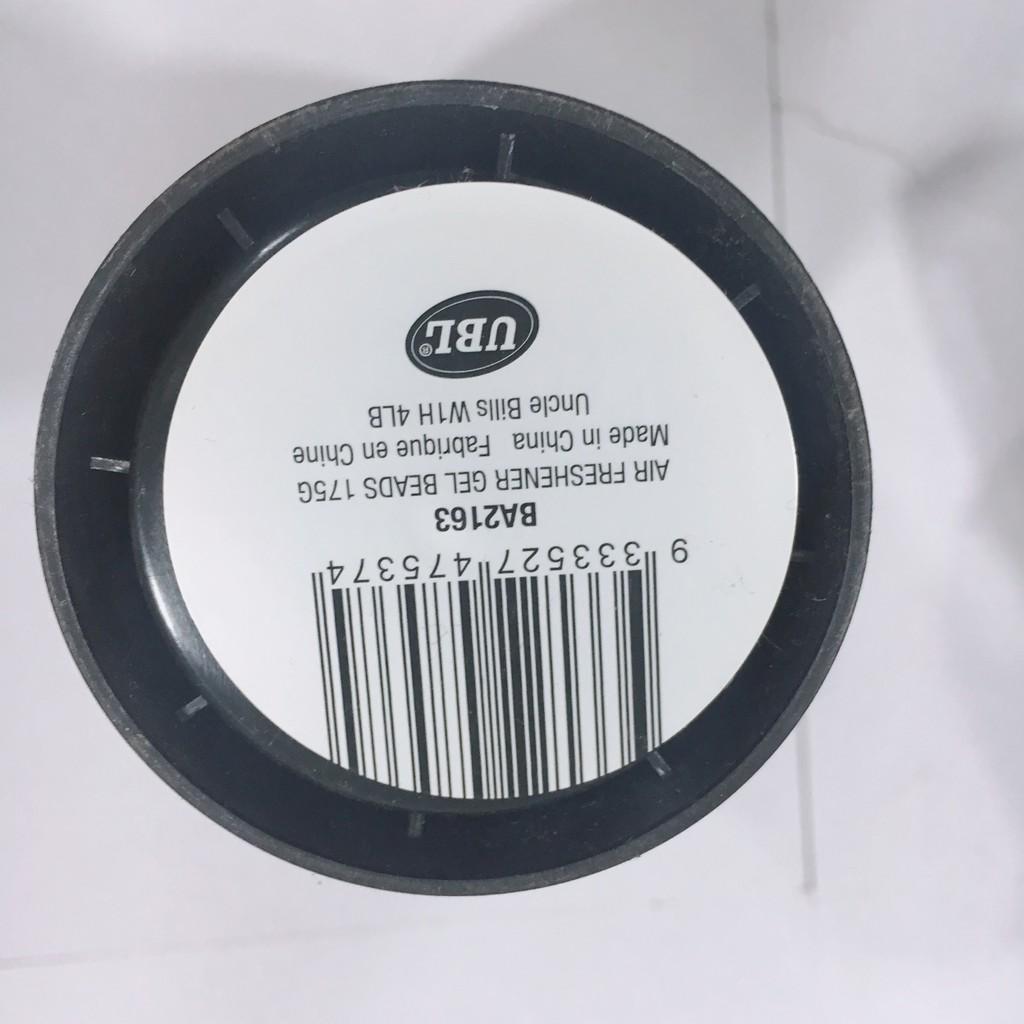 9 333527 475374
BA2163
AIR FRESHENER GEL BEADS 175G
Made in China Fabrique en Chine
Uncle Bills W1H 4LB
UBL®